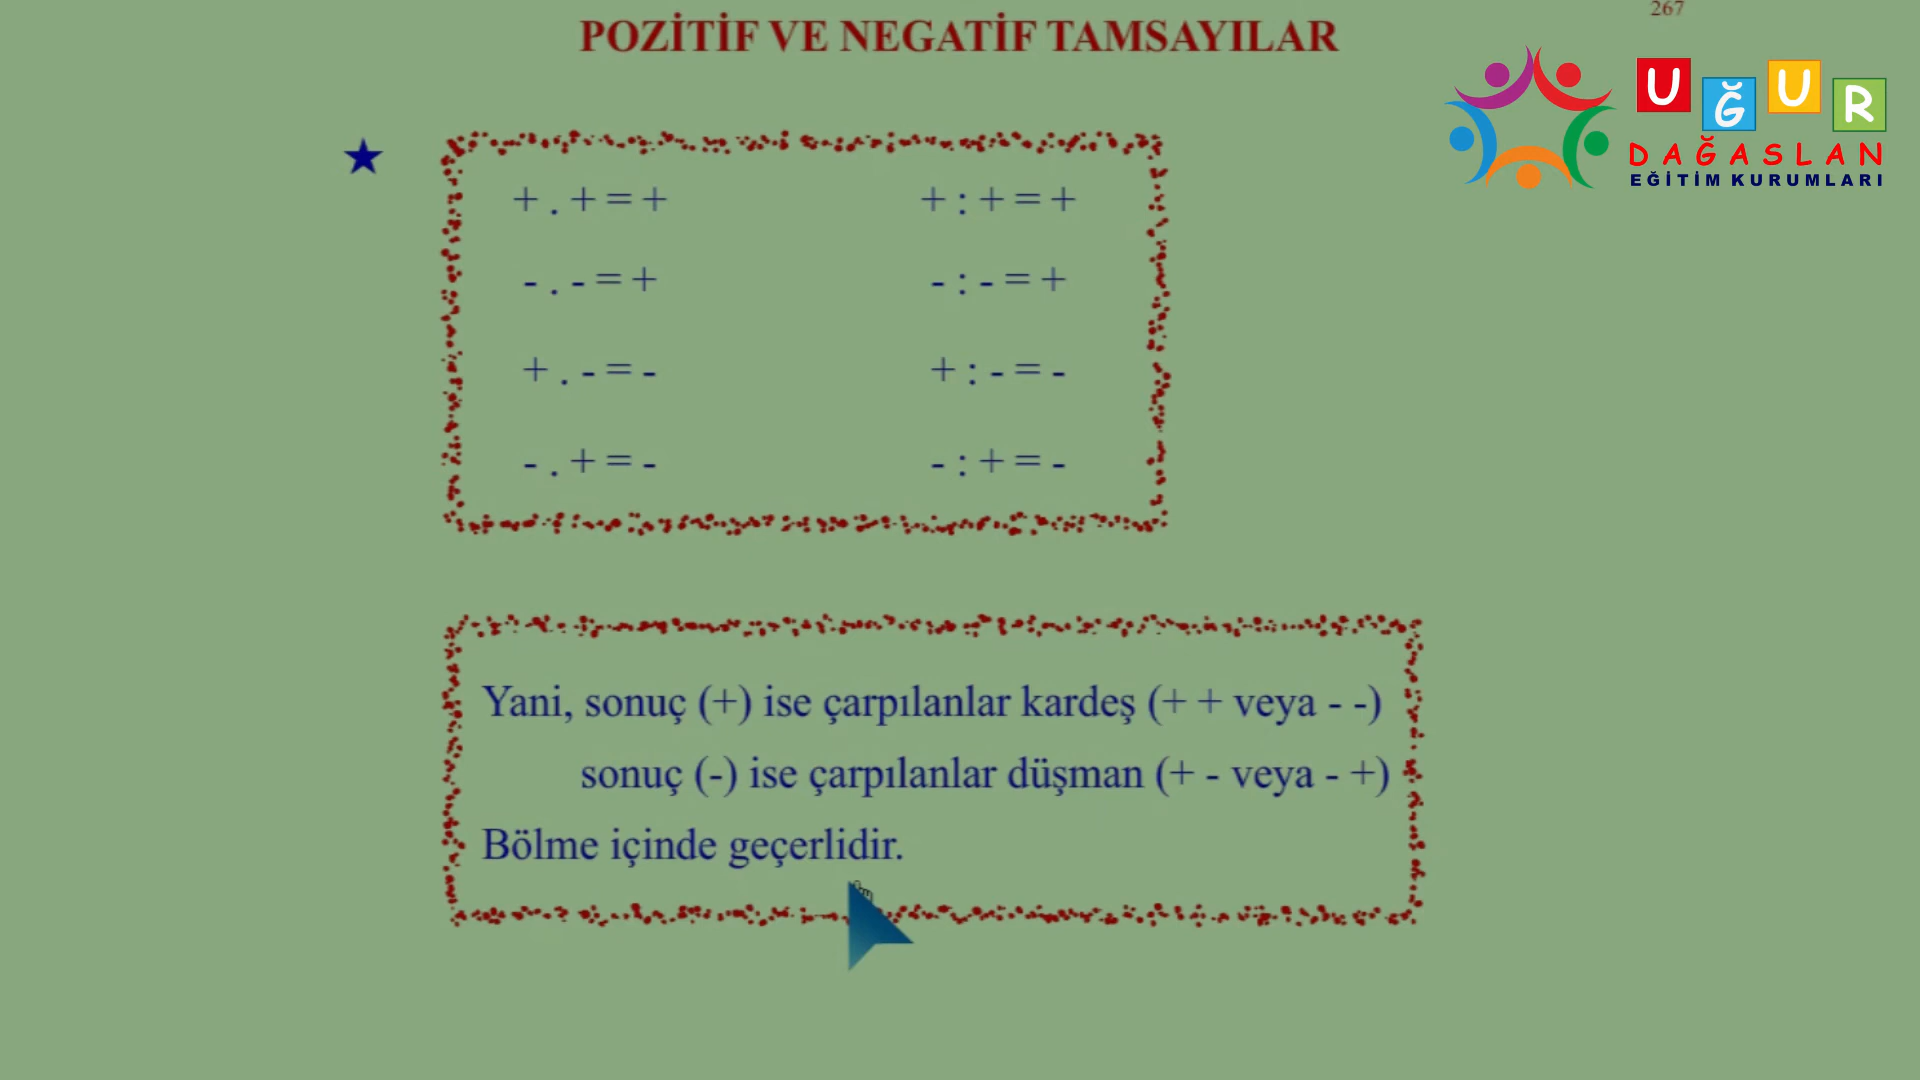 267
POZİTİF VE NEGATİF TAMSAYILAR
UĞUR
DAĞASLAN
EĞİTİM KURUMLARI
+ . + = +    + : + = +
- . - = +    - : - = +
+ . - = -    + : - = -
- . + = -    - : + = -
Yani, sonuç (+) ise çarpılanlar kardeş (+ + veya - -)
sonuç (-) ise çarpılanlar düşman (+ - veya - +)
Bölme içinde geçerlidir.